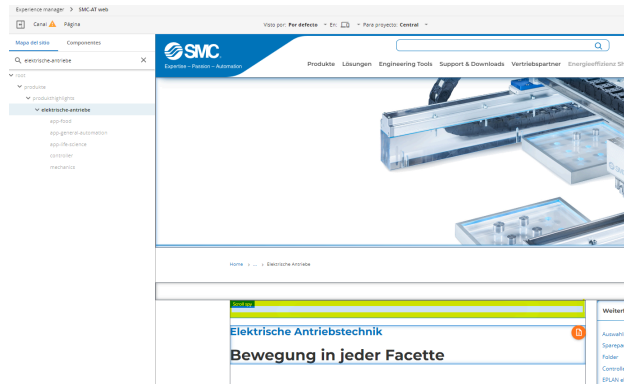 Experience manager > SMC-AT web
Canal Página
Visto por: Por defecto En: Para proyecto: Central
Mapa del sitio Componentes
elektrische-antriebe
root
produkte
produkthighlights
elektrische-antriebe
app-food
app-general-automation
app-life-science
controller
mechanics
SMC
Expertise – Passion – Automation
Produkte Lösungen Engineering Tools Support & Downloads Vertriebspartner Energieeffizienz
Home > ... > Elektrische Antriebe
Scroll spy
Elektrische Antriebstechnik
Bewegung in jeder Facette
Folder